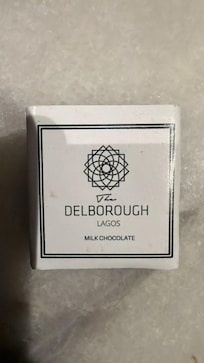 The
DELBOROUGH
LAGOS
MILK CHOCOLATE